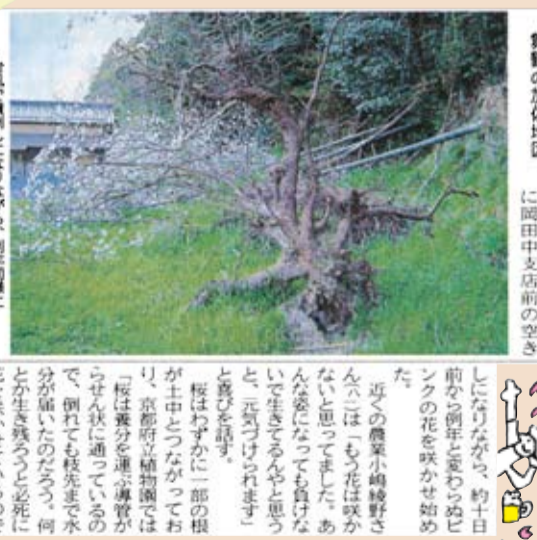 に岡田中支店前の空き
しになりながら、約十日
前から例年と変わらぬピ
ンクの花を咲かせ始め
た。
近くの農業小嶋綾野さ
んは「もう花は咲か
ないと思ってました。あ
んな姿になっても負けな
いで生きてるんやと思う
と、元気づけられます」
と喜びを話す。
桜はわずかに一部の根
が土中とつながってお
り、京都府立植物園では
「桜は養分を運ぶ導管が
らせん状に通っているの
で、倒れても枝先まで水
分が届いたのだろう。何
とか生き残ろうと必死に